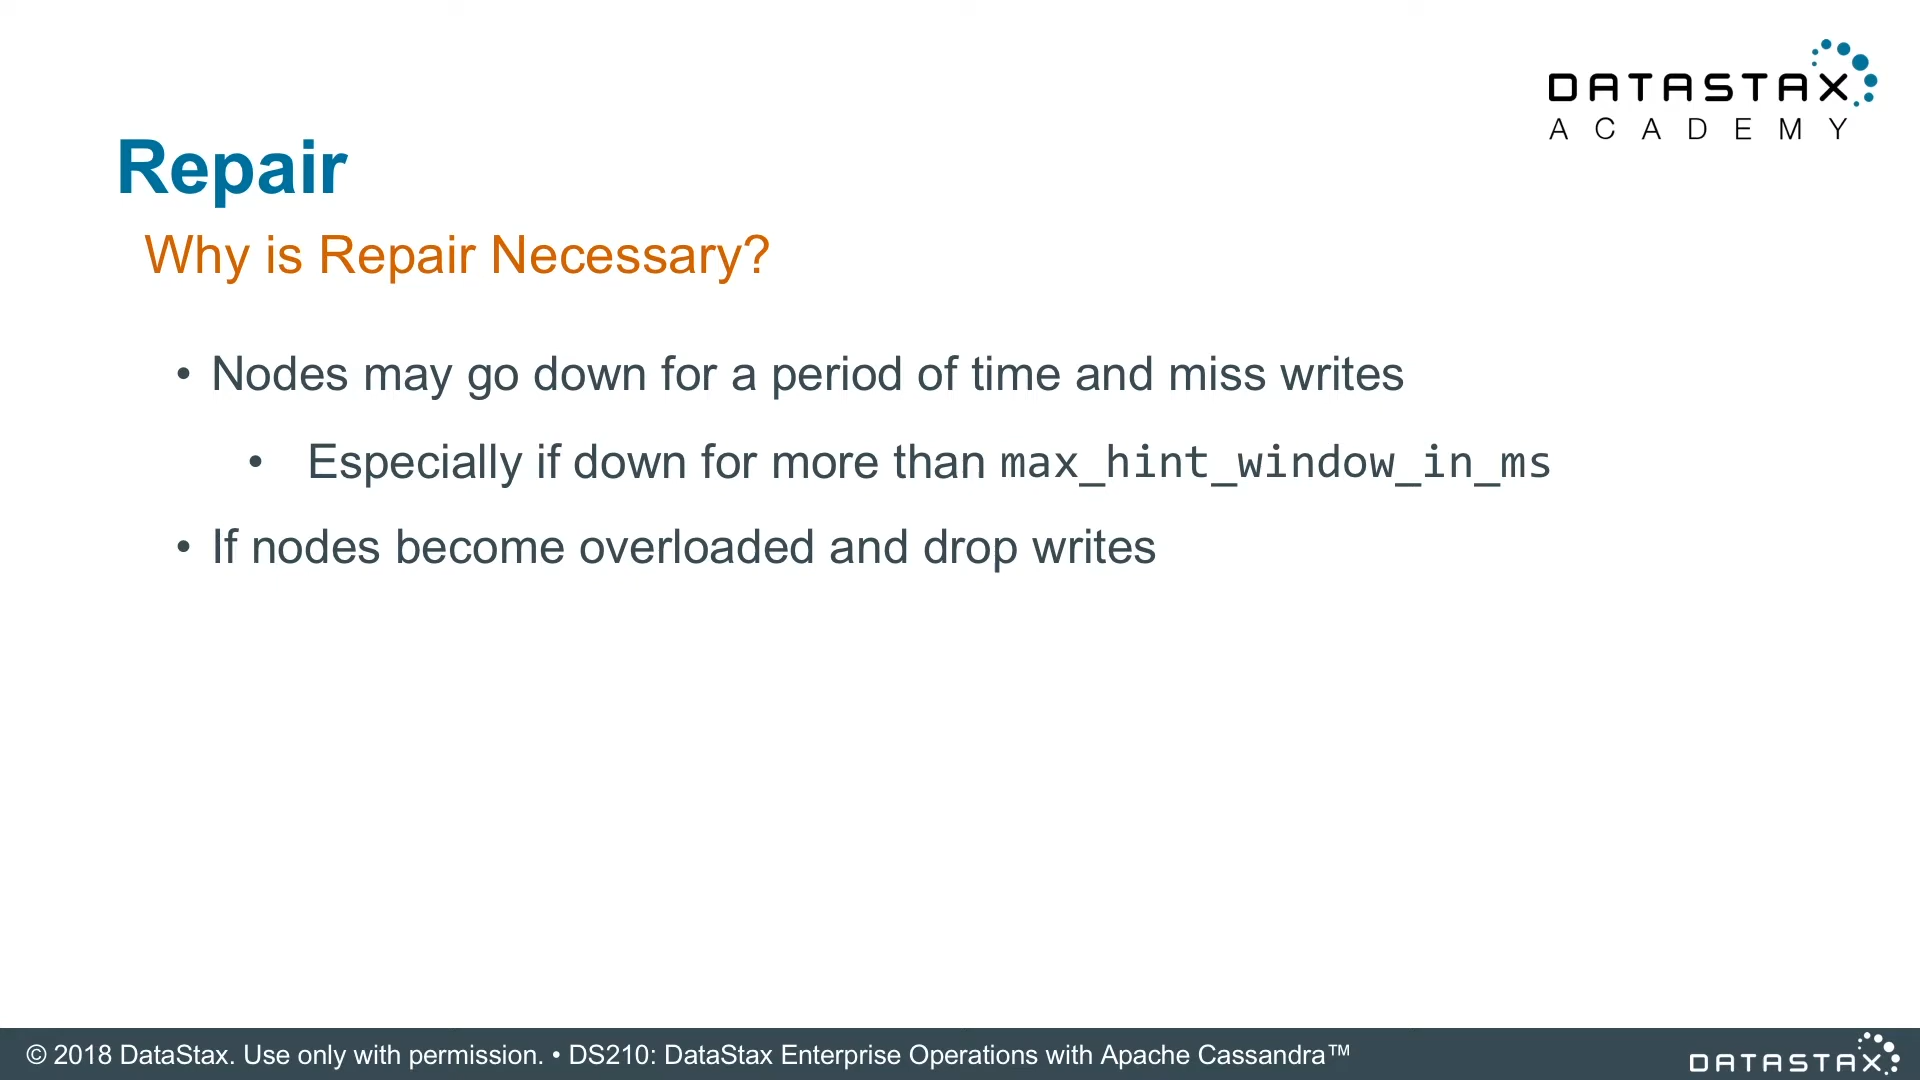 DATASTAX
ACADEMY
Repair
Why is Repair Necessary?
• Nodes may go down for a period of time and miss writes
• Especially if down for more than max_hint_window_in_ms
• If nodes become overloaded and drop writes
© 2018 DataStax. Use only with permission. • DS210: DataStax Enterprise Operations with Apache Cassandra™
DATASTAX